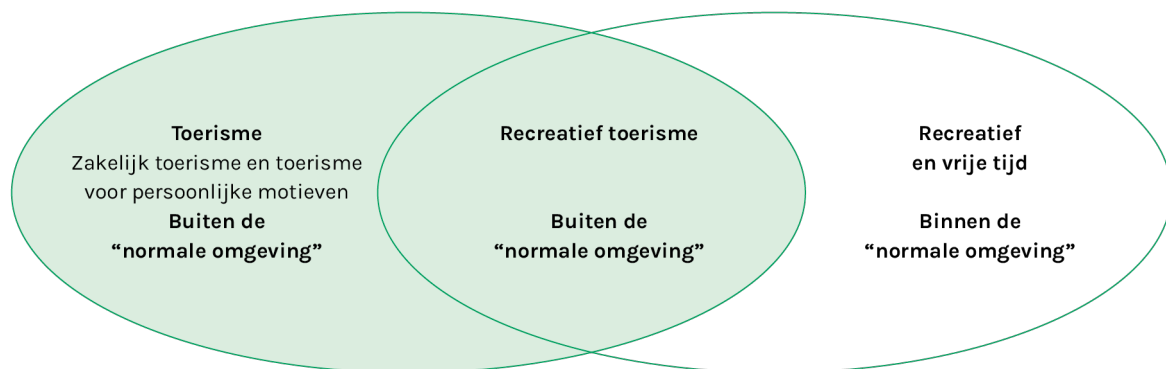 Toerisme
Zakelijk toerisme en toerisme
voor persoonlijke motieven
Buiten de
“normale omgeving”
Recreatief toerisme
Buiten de
“normale omgeving”
Recreatief
en vrije tijd
Binnen de
“normale omgeving”